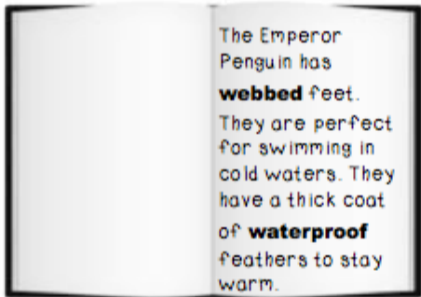 The Emperor
Penguin has
webbed feet.
They are perfect
for swimming in
cold waters. They
have a thick coat
of waterproof
feathers to stay
warm.